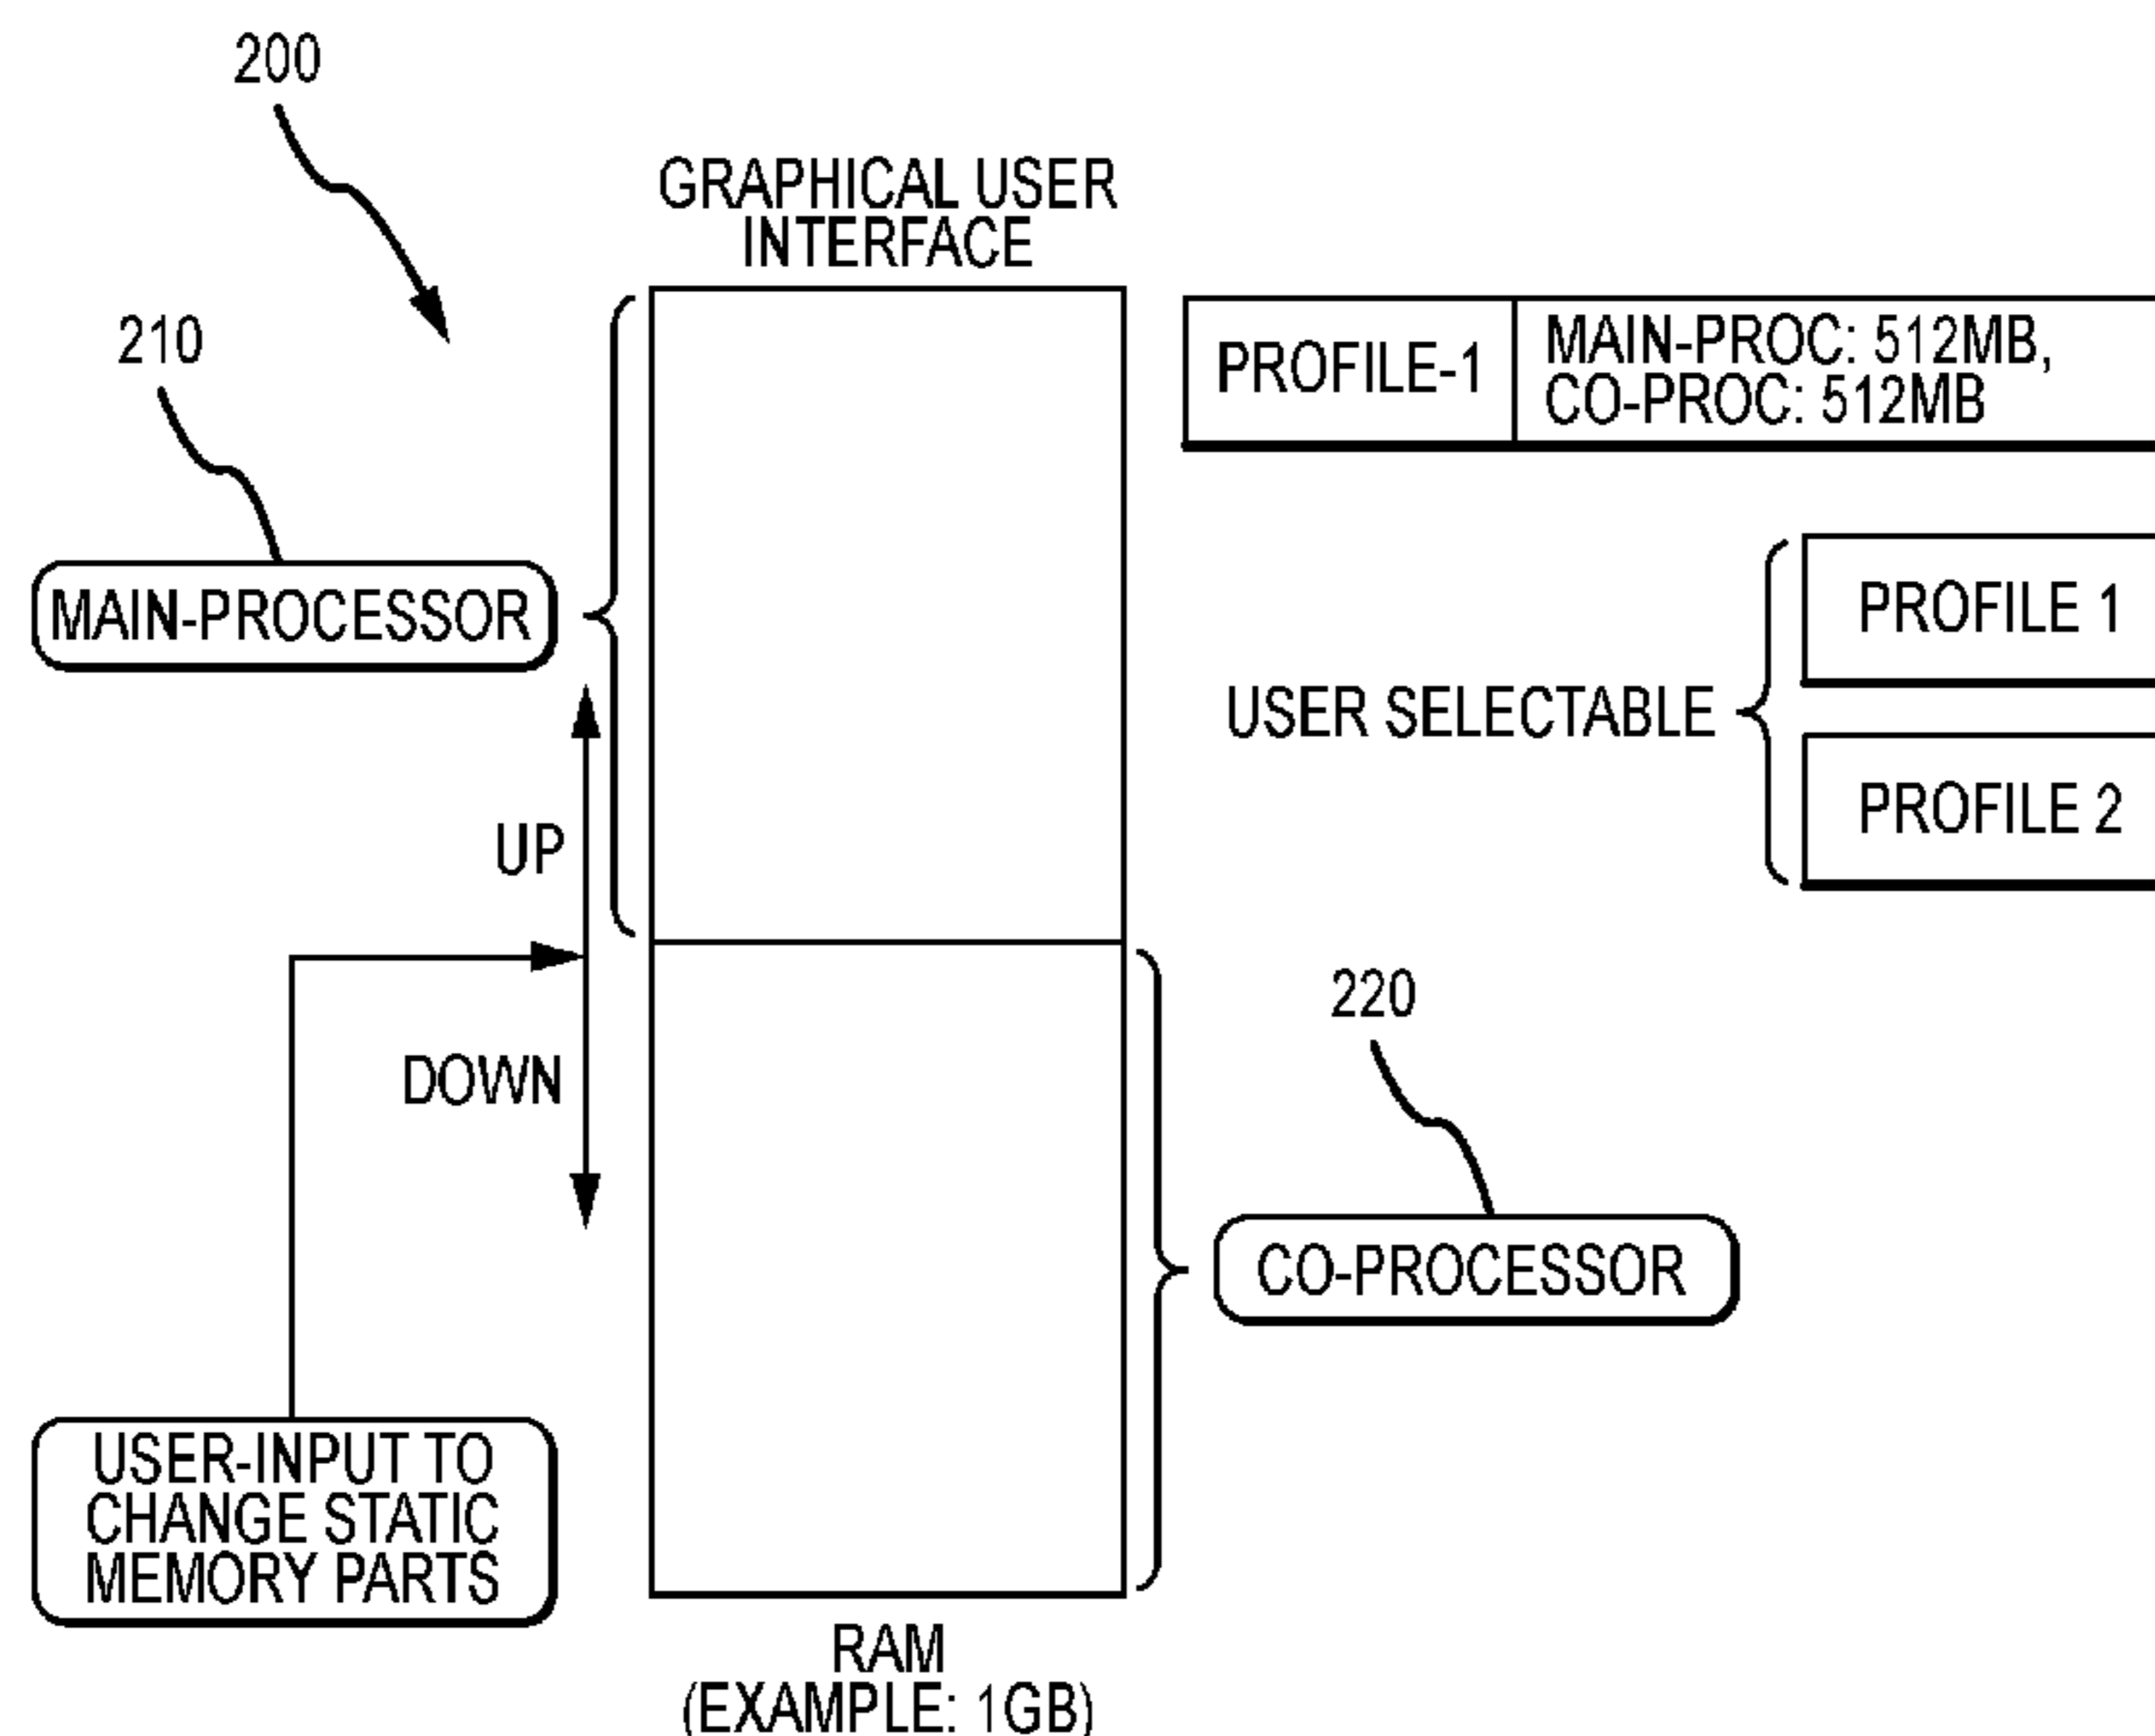 200
GRAPHICAL USER
INTERFACE
210
PROFILE-1
MAIN-PROC: 512MB,
CO-PROC: 512MB
MAIN-PROCESSOR
PROFILE 1
USER SELECTABLE
PROFILE 2
UP
220
DOWN
CO-PROCESSOR
USER-INPUT TO
CHANGE STATIC
MEMORY PARTS
RAM
(EXAMPLE: 1GB)